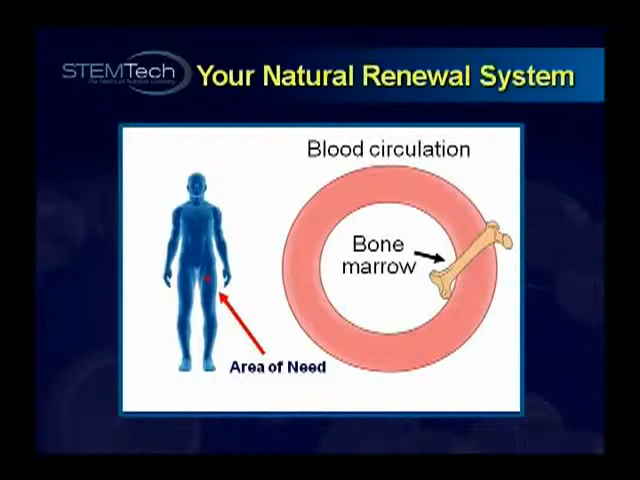 STEMTech
Your Natural Renewal System
Blood circulation
Bone
marrow
Area of Need